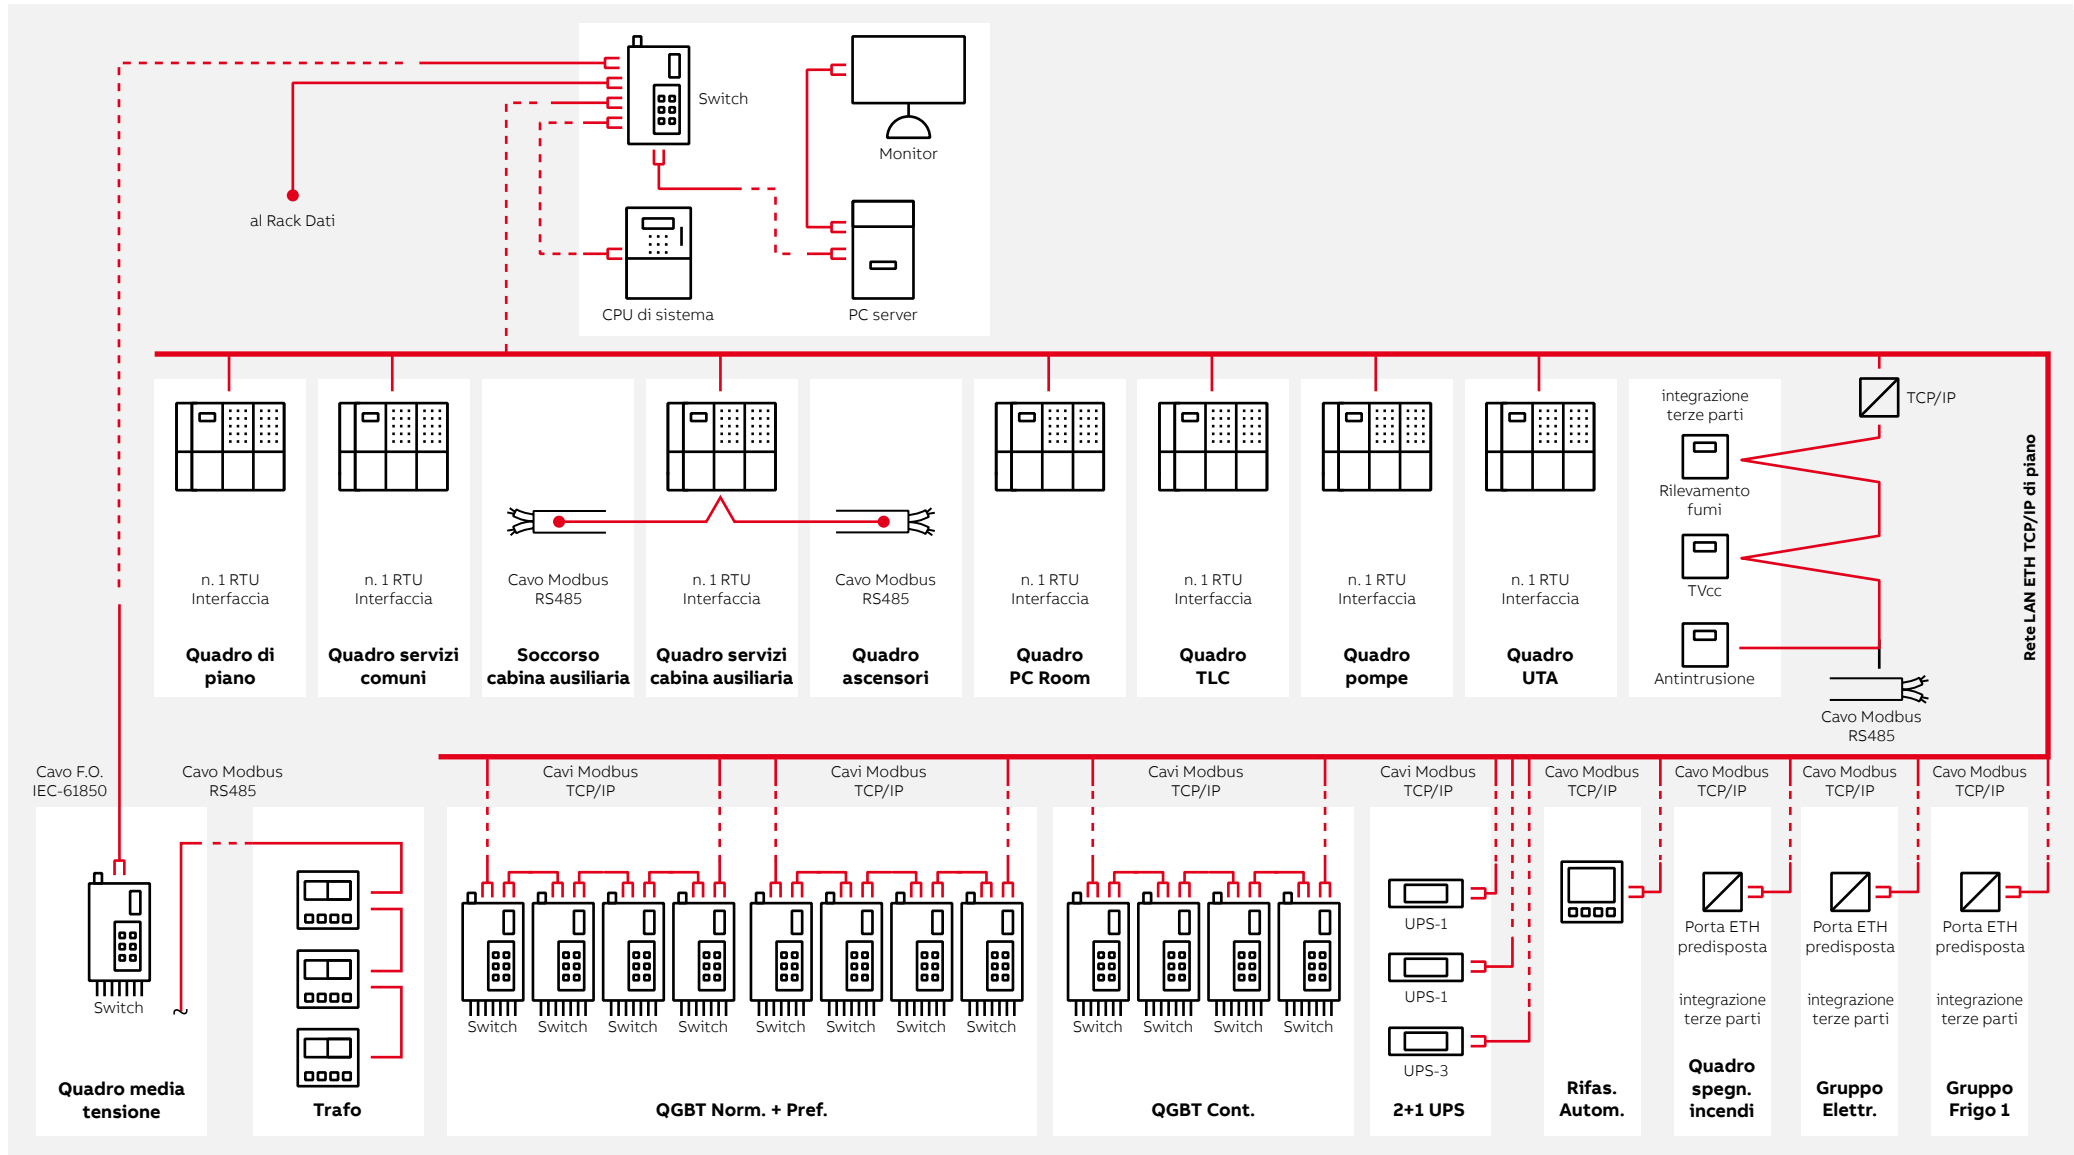 Switch
Monitor
al Rack Dati
CPU di sistema
PC server
n. 1 RTU
Interfaccia
Quadro di
piano
n. 1 RTU
Interfaccia
Quadro servizi
comuni
Cavo Modbus
RS485
Soccorso
cabina ausiliaria
n. 1 RTU
Interfaccia
Quadro servizi
cabina ausiliaria
Cavo Modbus
RS485
Quadro
ascensori
n. 1 RTU
Interfaccia
Quadro
PC Room
n. 1 RTU
Interfaccia
Quadro
TLC
n. 1 RTU
Interfaccia
Quadro
pompe
n. 1 RTU
Interfaccia
Quadro
UTA
integrazione
terze parti
Rilevamento
fumi
TVcc
Antintrusione
TCP/IP
Cavo Modbus
RS485
Rete LAN ETH TCP/IP di piano
Cavo F.O.
IEC-61850
Switch
Quadro media
tensione
Cavo Modbus
RS485
Trafo
Cavi Modbus
TCP/IP
Cavi Modbus
TCP/IP
Switch
Switch
Switch
Switch
Switch
Switch
Switch
Switch
QGBT Norm. + Pref.
Cavi Modbus
TCP/IP
Switch
Switch
Switch
Switch
QGBT Cont.
Cavi Modbus
TCP/IP
UPS-1
UPS-1
UPS-3
2+1 UPS
Cavo Modbus
TCP/IP
Rifas.
Autom.
Cavo Modbus
TCP/IP
Porta ETH
predisposta
integrazione
terze parti
Quadro
spegn.
incendi
Cavo Modbus
TCP/IP
Porta ETH
predisposta
integrazione
terze parti
Gruppo
Elettr.
Cavo Modbus
TCP/IP
Porta ETH
predisposta
integrazione
terze parti
Gruppo
Frigo 1